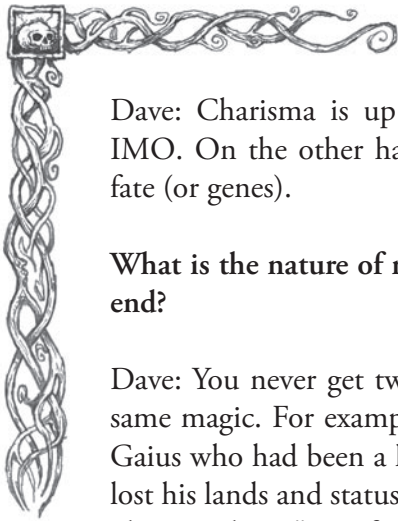 Dave: Charisma is up
IMO. On the other ha
fate (or genes).
What is the nature of
end?
Dave: You never get tw
same magic. For examp
Gaius who had been a
lost his lands and status